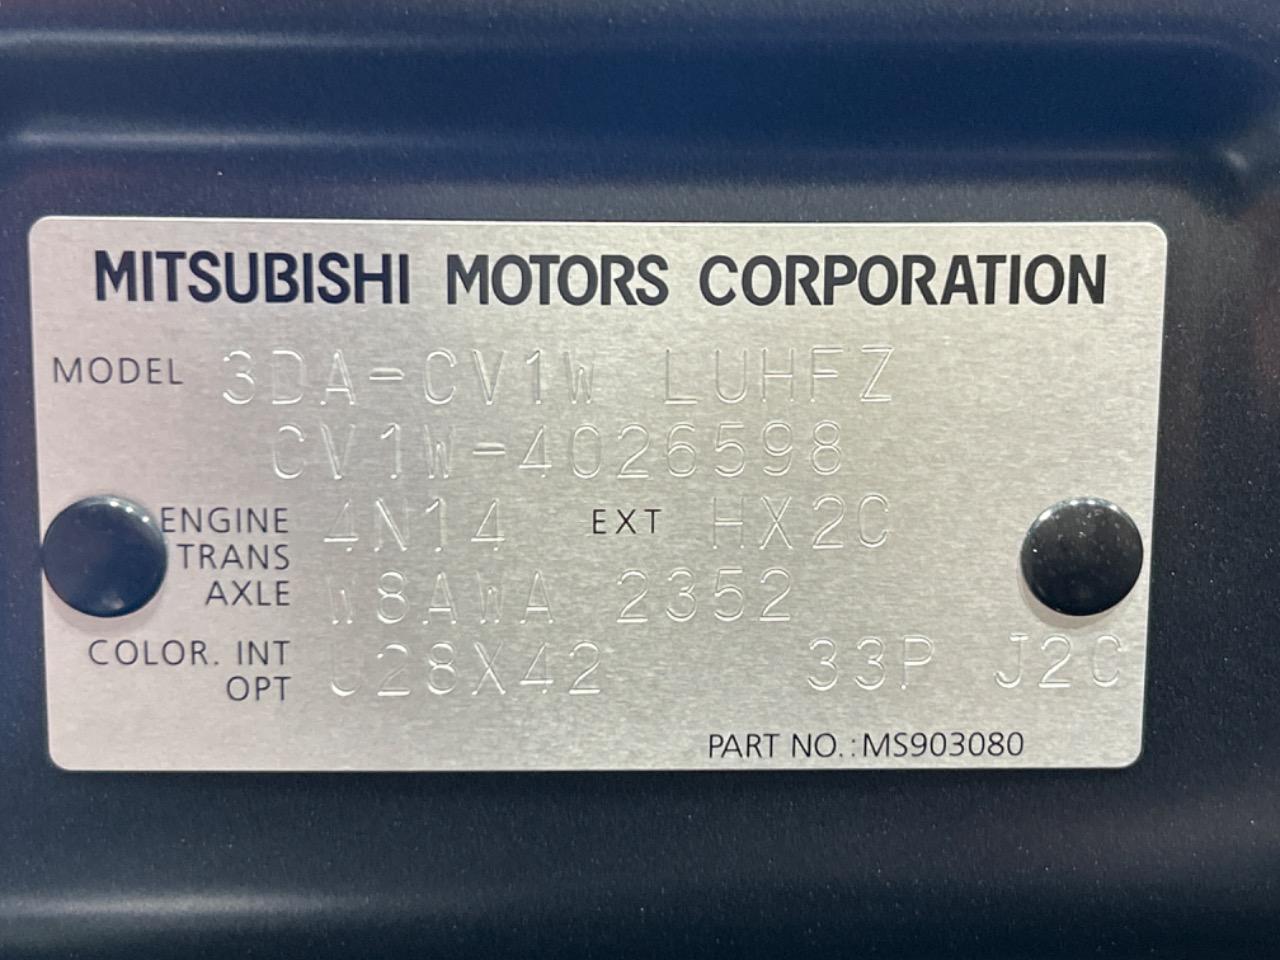 MITSUBISHI MOTORS CORPORATION
MODEL 3DA-CV1W LUHFZ
CV1W-4026598
ENGINE 4N14 EXT HX2C
TRANS
AXLE W8AWA 2352
COLOR. INT
OPT U28X42 33P J2C
PART NO.:MS903080